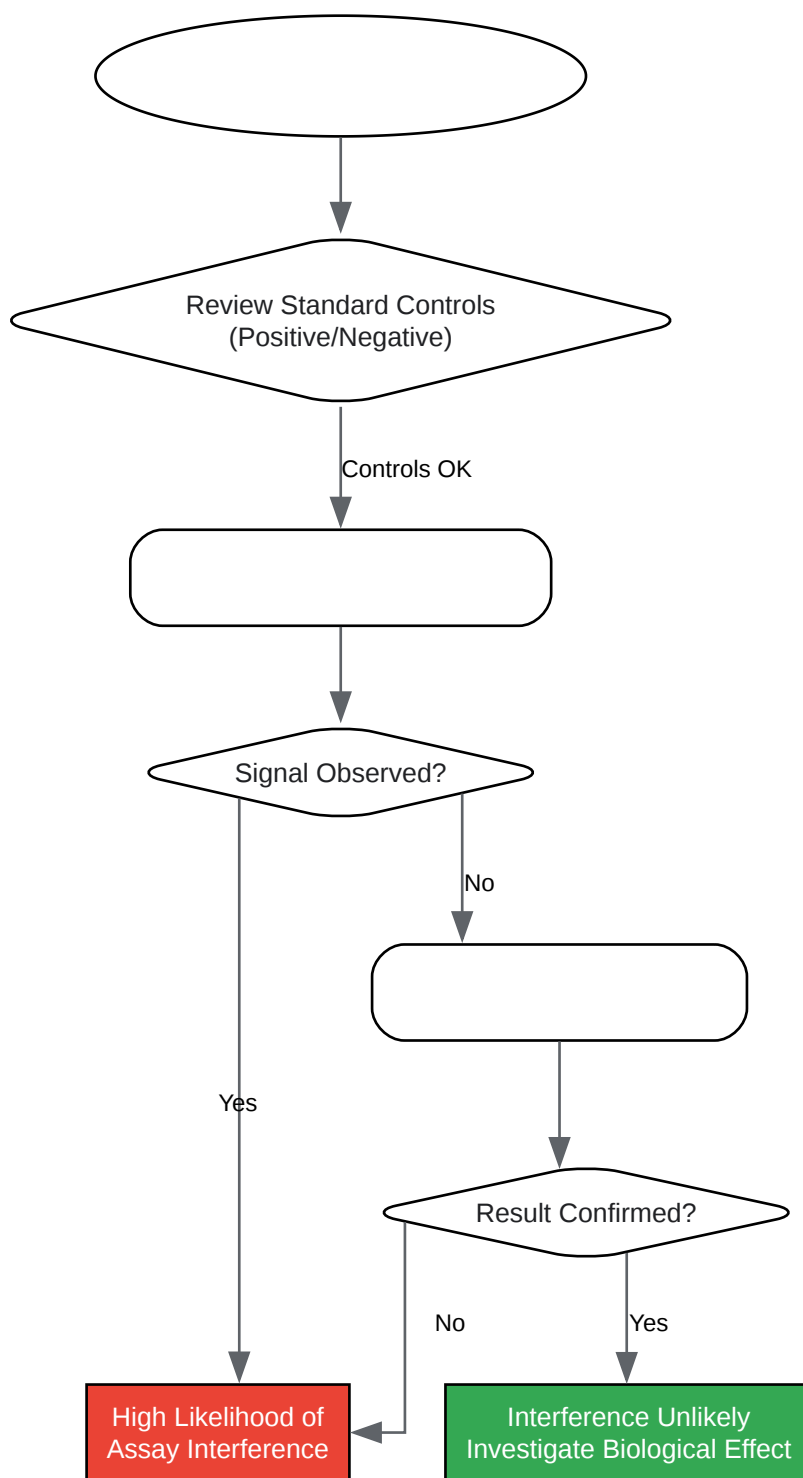 Review Standard Controls
(Positive/Negative)
Controls OK
Signal Observed?
No
Yes
Result Confirmed?
No
Yes
High Likelihood of
Assay Interference
Interference Unlikely
Investigate Biological Effect